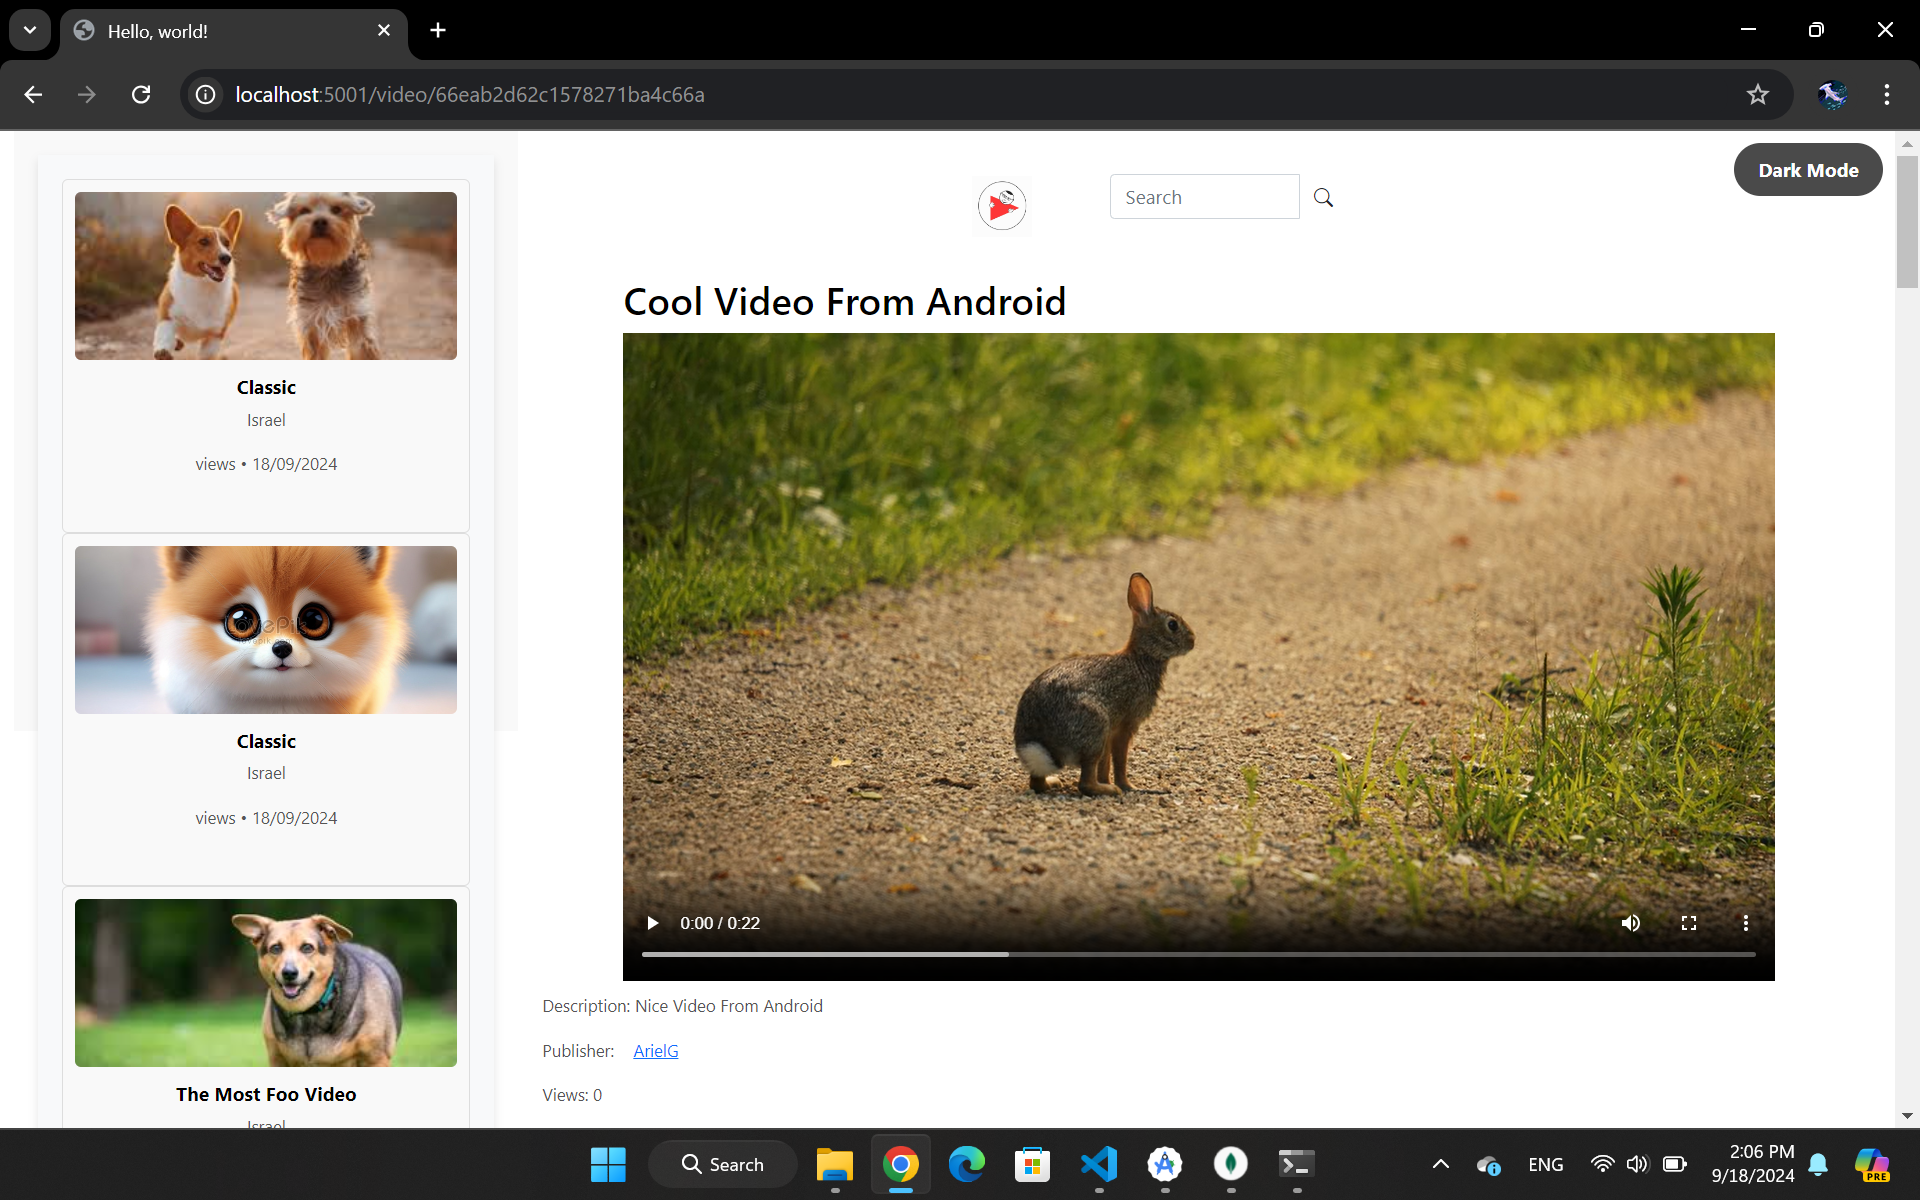 Hello, world!
localhost:5001/video/66eab2d62c1578271ba4c66a
Dark Mode
Search
Classic
Israel
views • 18/09/2024
Classic
Israel
views • 18/09/2024
The Most Foo Video
Israel
Cool Video From Android
0:00 / 0:22
Description: Nice Video From Android
Publisher: ArielG
Views: 0
Search
ENG
2:06 PM
9/18/2024
PRE